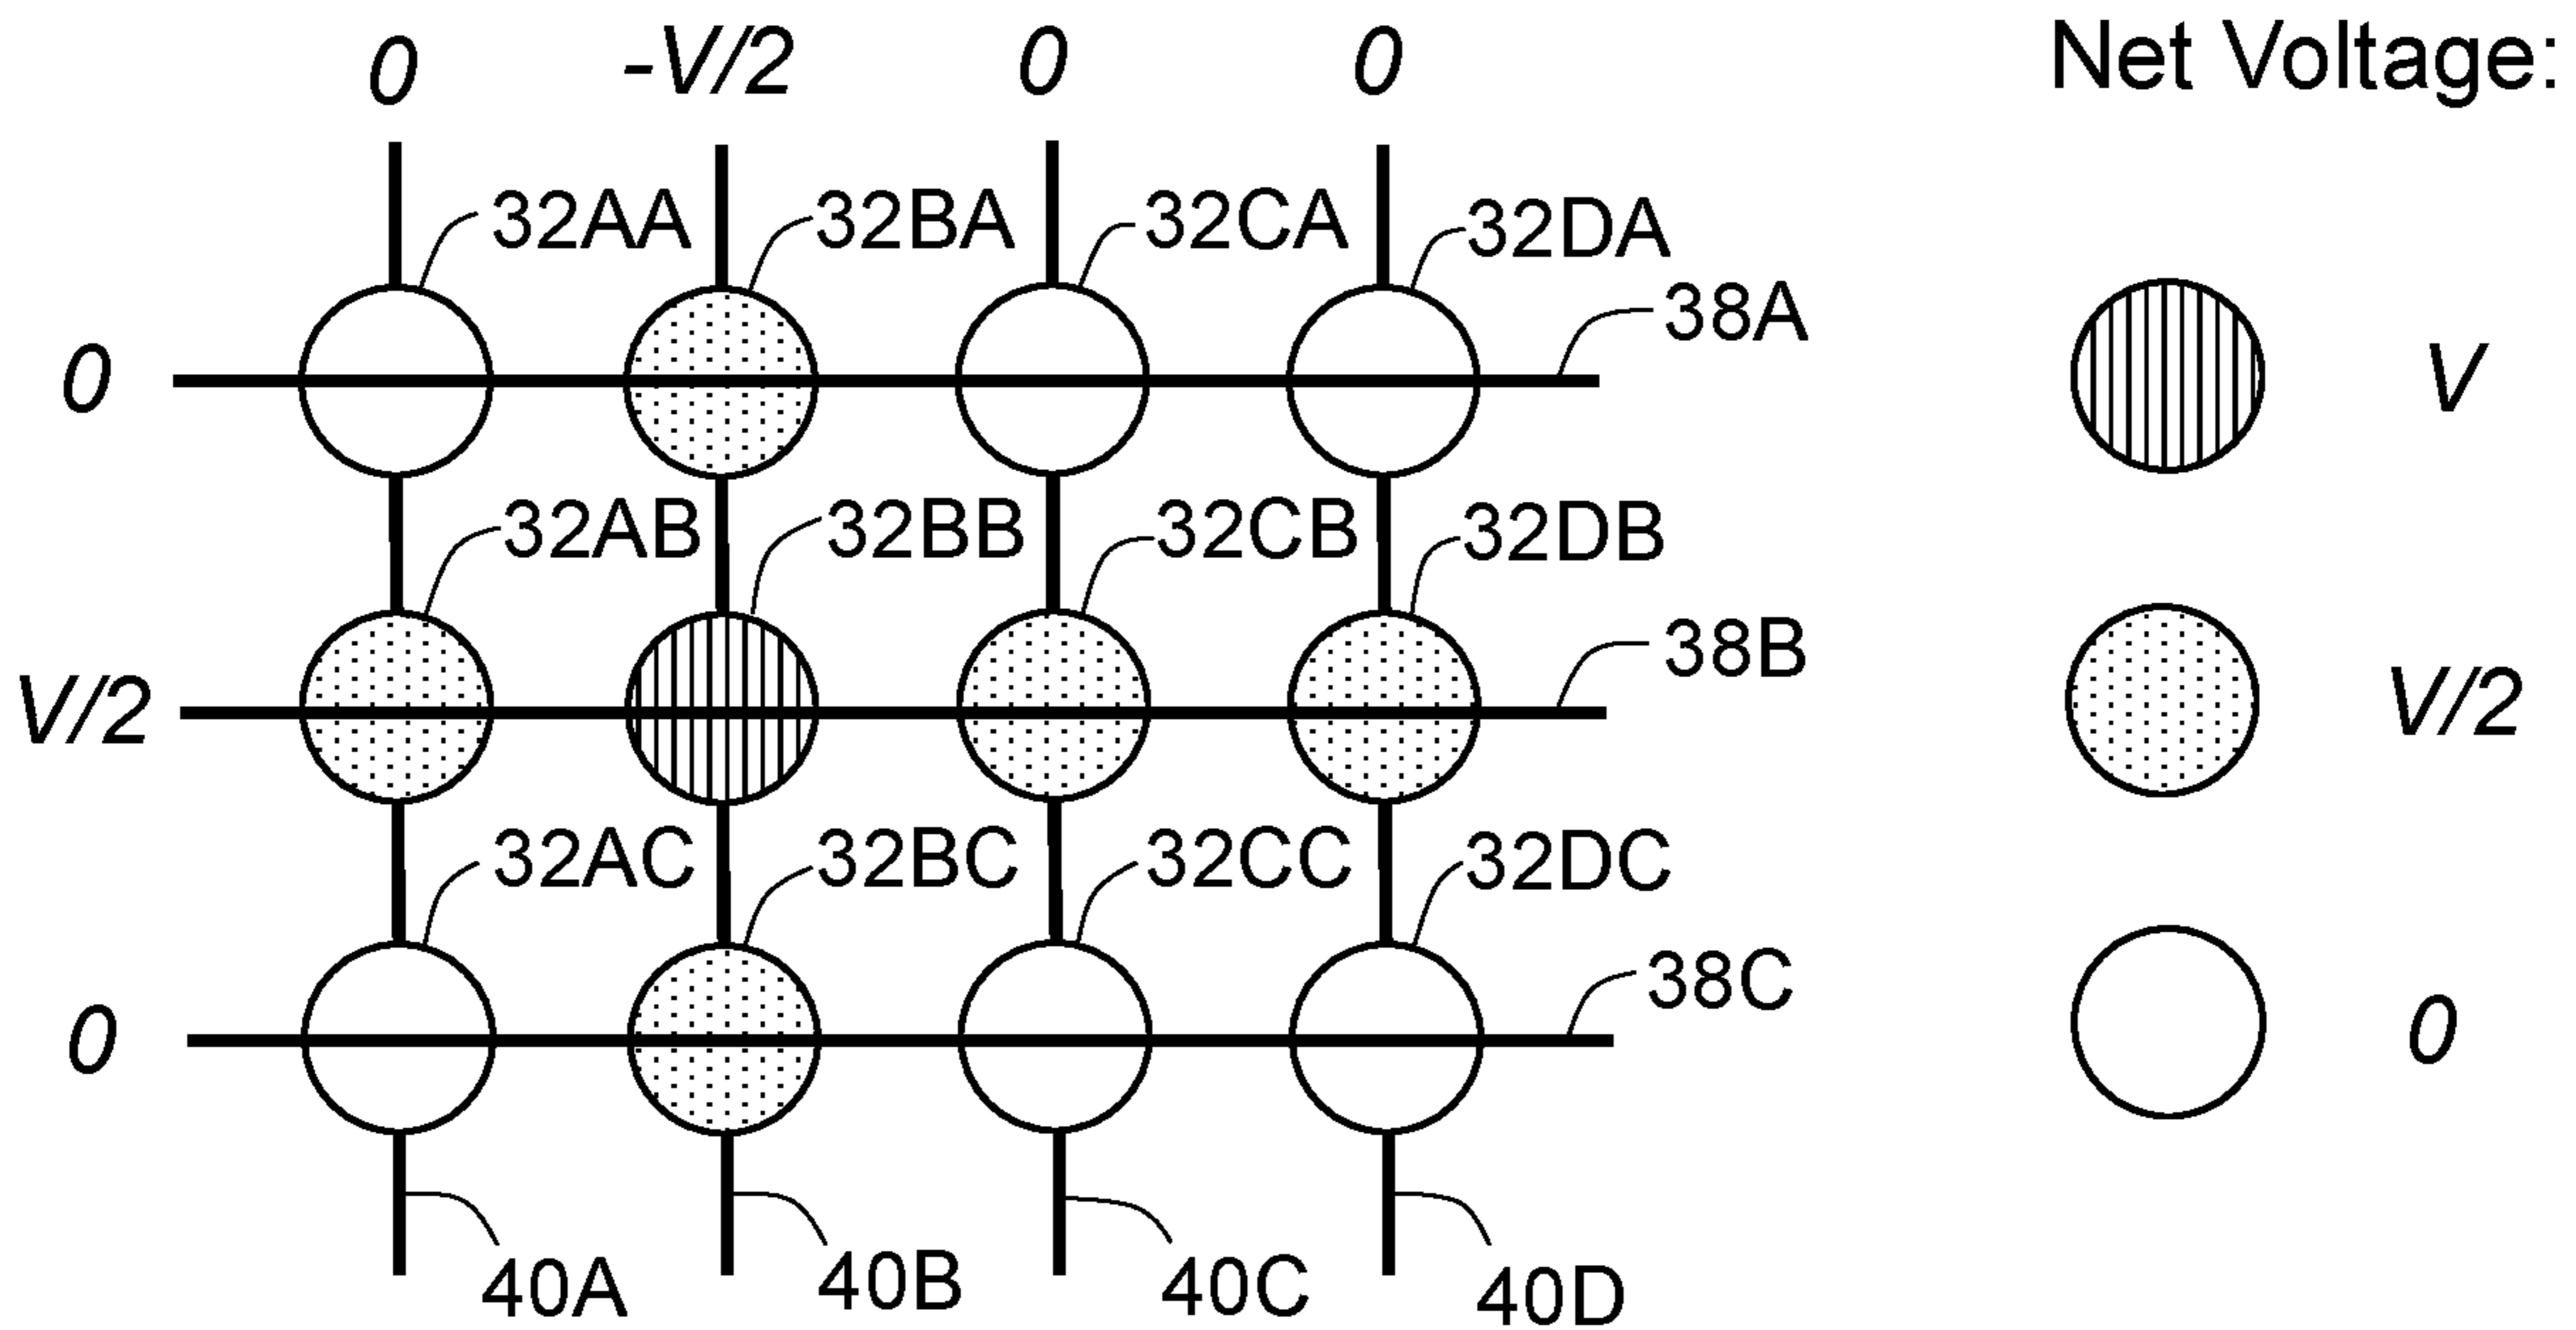 0 -V/2 0 0 Net Voltage:
32AA 32BA 32CA 32DA
38A
0 V
32AB 32BB 32CB 32DB
38B
V/2 V/2
32AC 32BC 32CC 32DC
38C
0 0
40A 40B 40C 40D